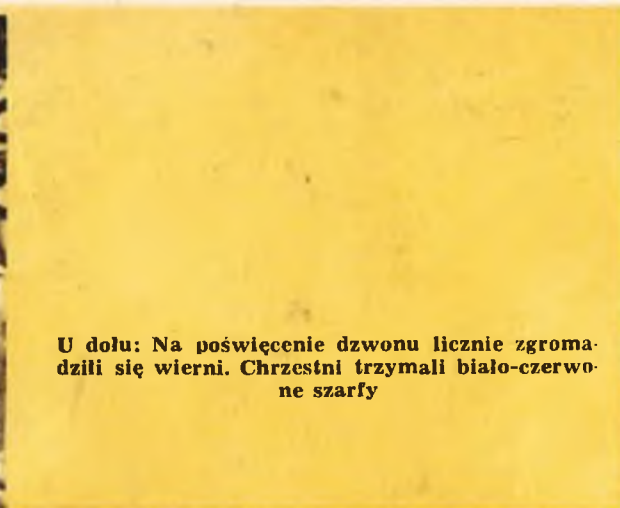 U dołu: Na poświęcenie dzwonu licznie zgroma-
dzili się wierni. Chrzestni trzymali biało-czerwo-
ne szarfy